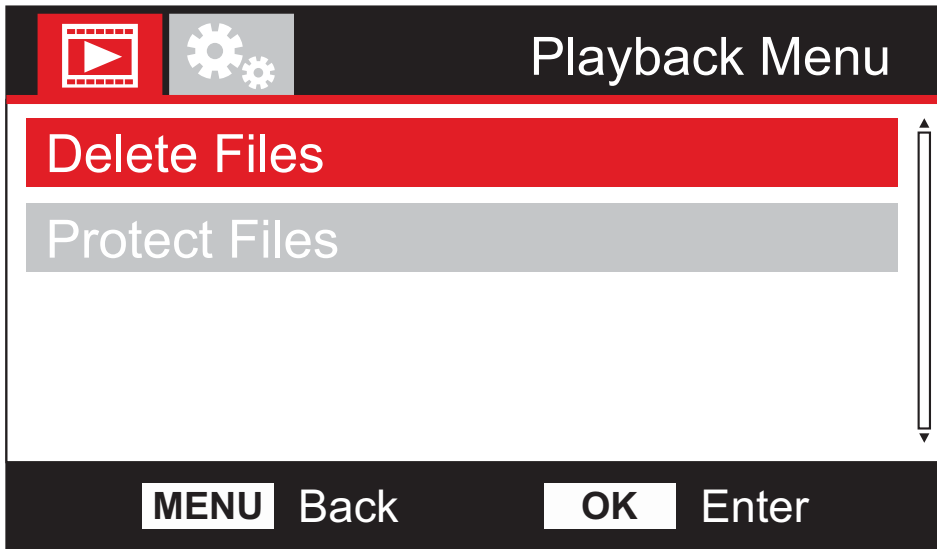 Playback Menu
Delete Files
Protect Files
MENU Back OK Enter